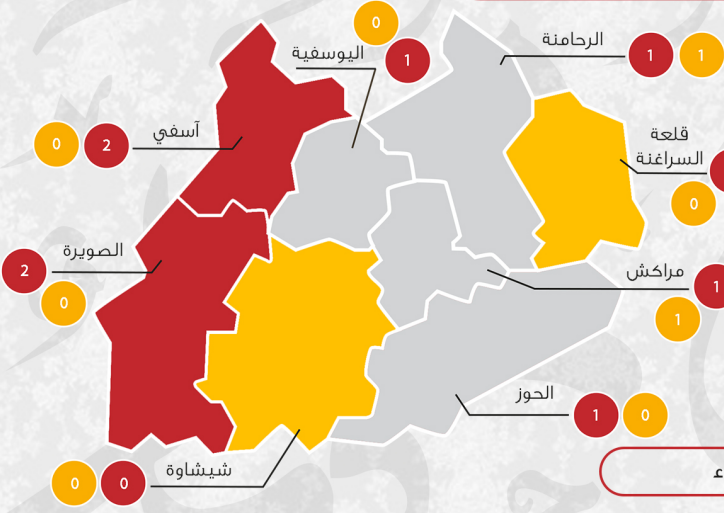 0
اليوسفية
1
الرحامنة
1 1
آسفي
2 0
قلعة
السراغنة
0
الصويرة
2
0
مراكش
1
1
الحوز
1 0
شيشاوة
0 0